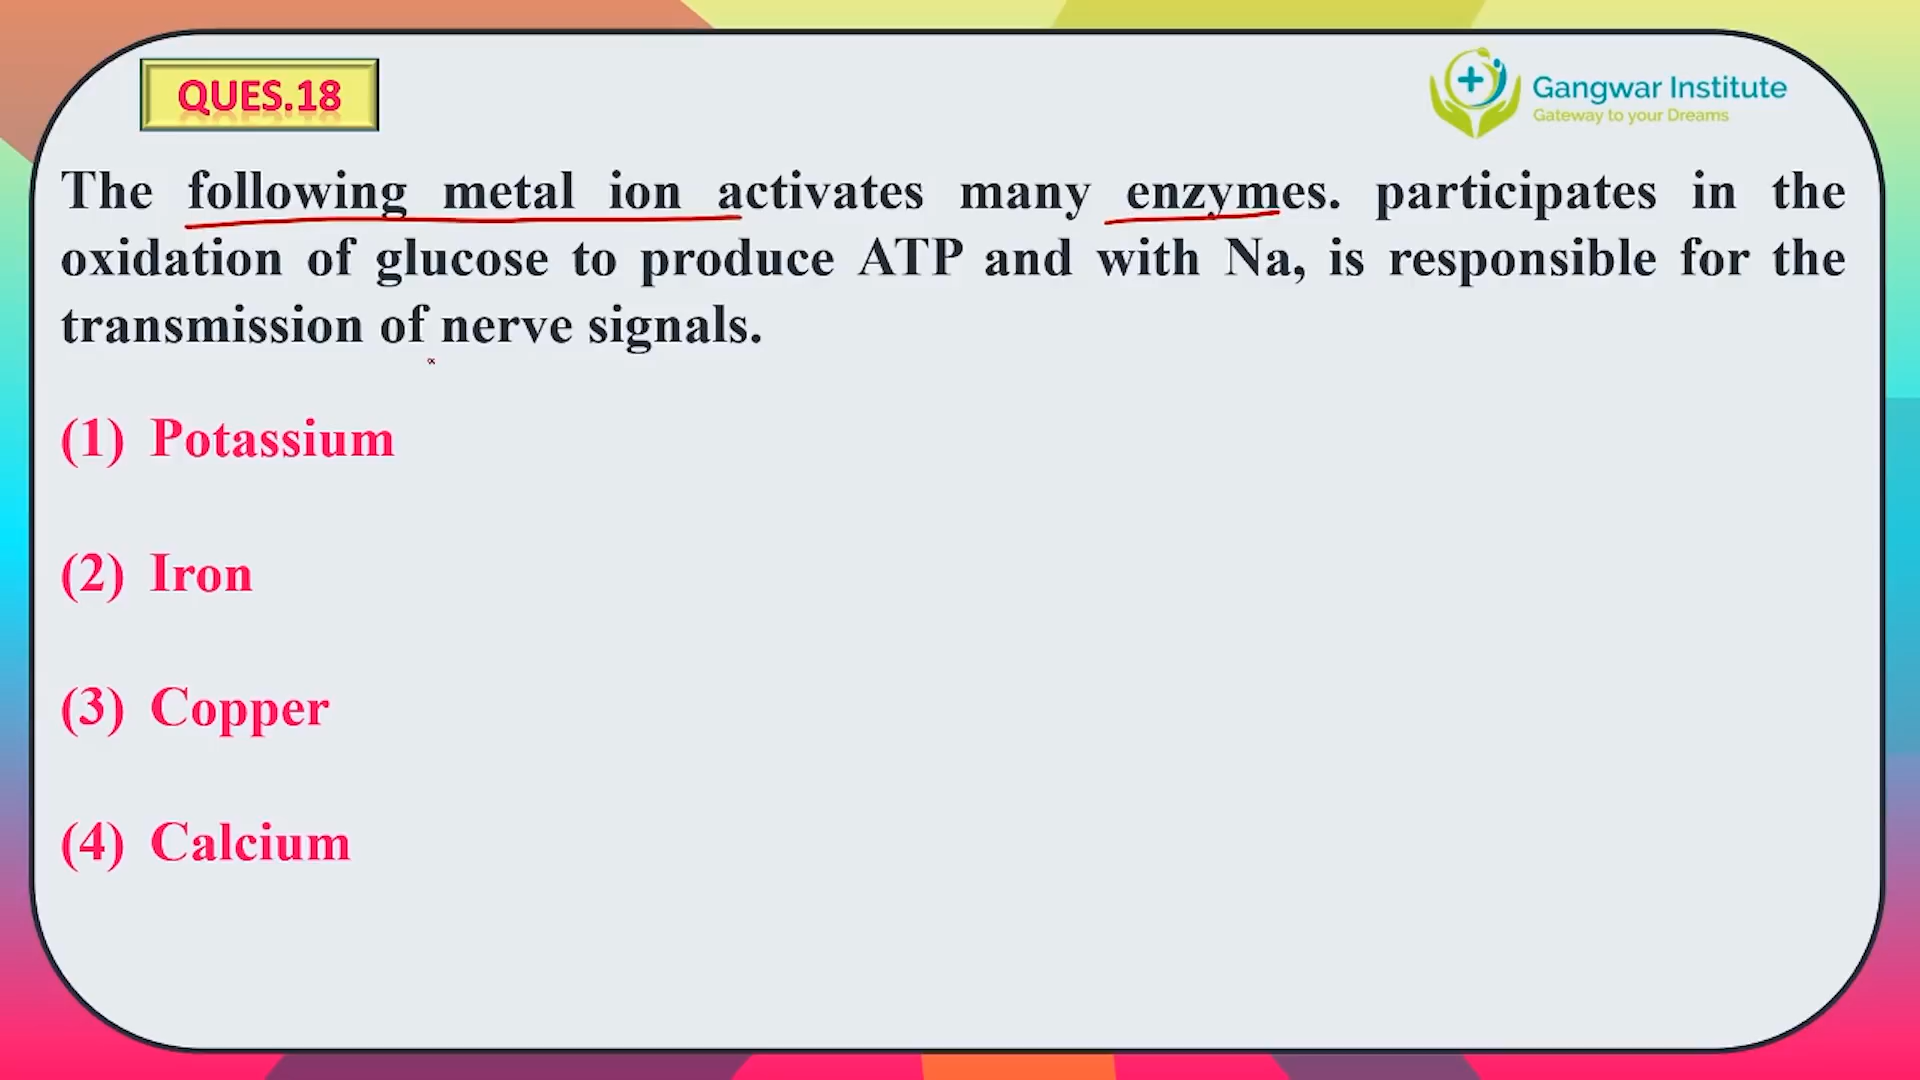 QUES.18
Gangwar Institute
Gateway to your Dreams
The following metal ion activates many enzymes. participates in the
oxidation of glucose to produce ATP and with Na, is responsible for the
transmission of nerve signals.
(1) Potassium
(2) Iron
(3) Copper
(4) Calcium